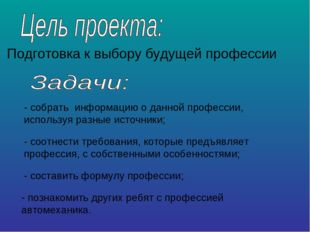 Цель проекта:
Подготовка к выбору будущей профессии
Задачи:
- собрать информацию о данной профессии,
используя разные источники;
- соотнести требования, которые предъявляет
профессия, с собственными особенностями;
- составить формулу профессии;
- познакомить других ребят с профессией
автомеханика.